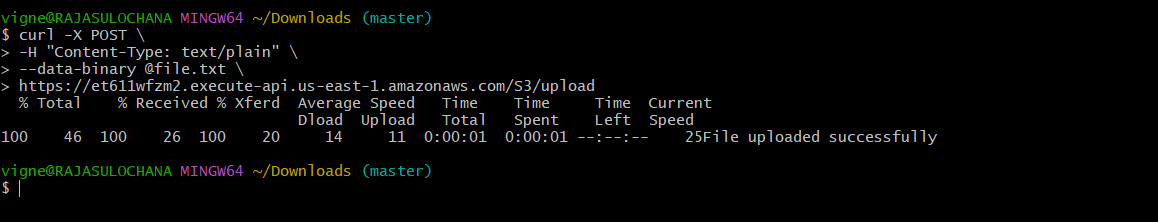 vigne@RAJASULOCHANA MINGW64 ~/Downloads (master)
$ curl -X POST \
> -H "Content-Type: text/plain" \
> --data-binary @file.txt \
> https://et611wfzm2.execute-api.us-east-1.amazonaws.com/S3/upload
  % Total    % Received % Xferd  Average Speed   Time    Time     Time  Current
                                 Dload  Upload   Total   Spent    Left  Speed
100    46  100    26  100    20     14     11  0:00:01  0:00:01 --:--:--    25File uploaded successfully
vigne@RAJASULOCHANA MINGW64 ~/Downloads (master)
$